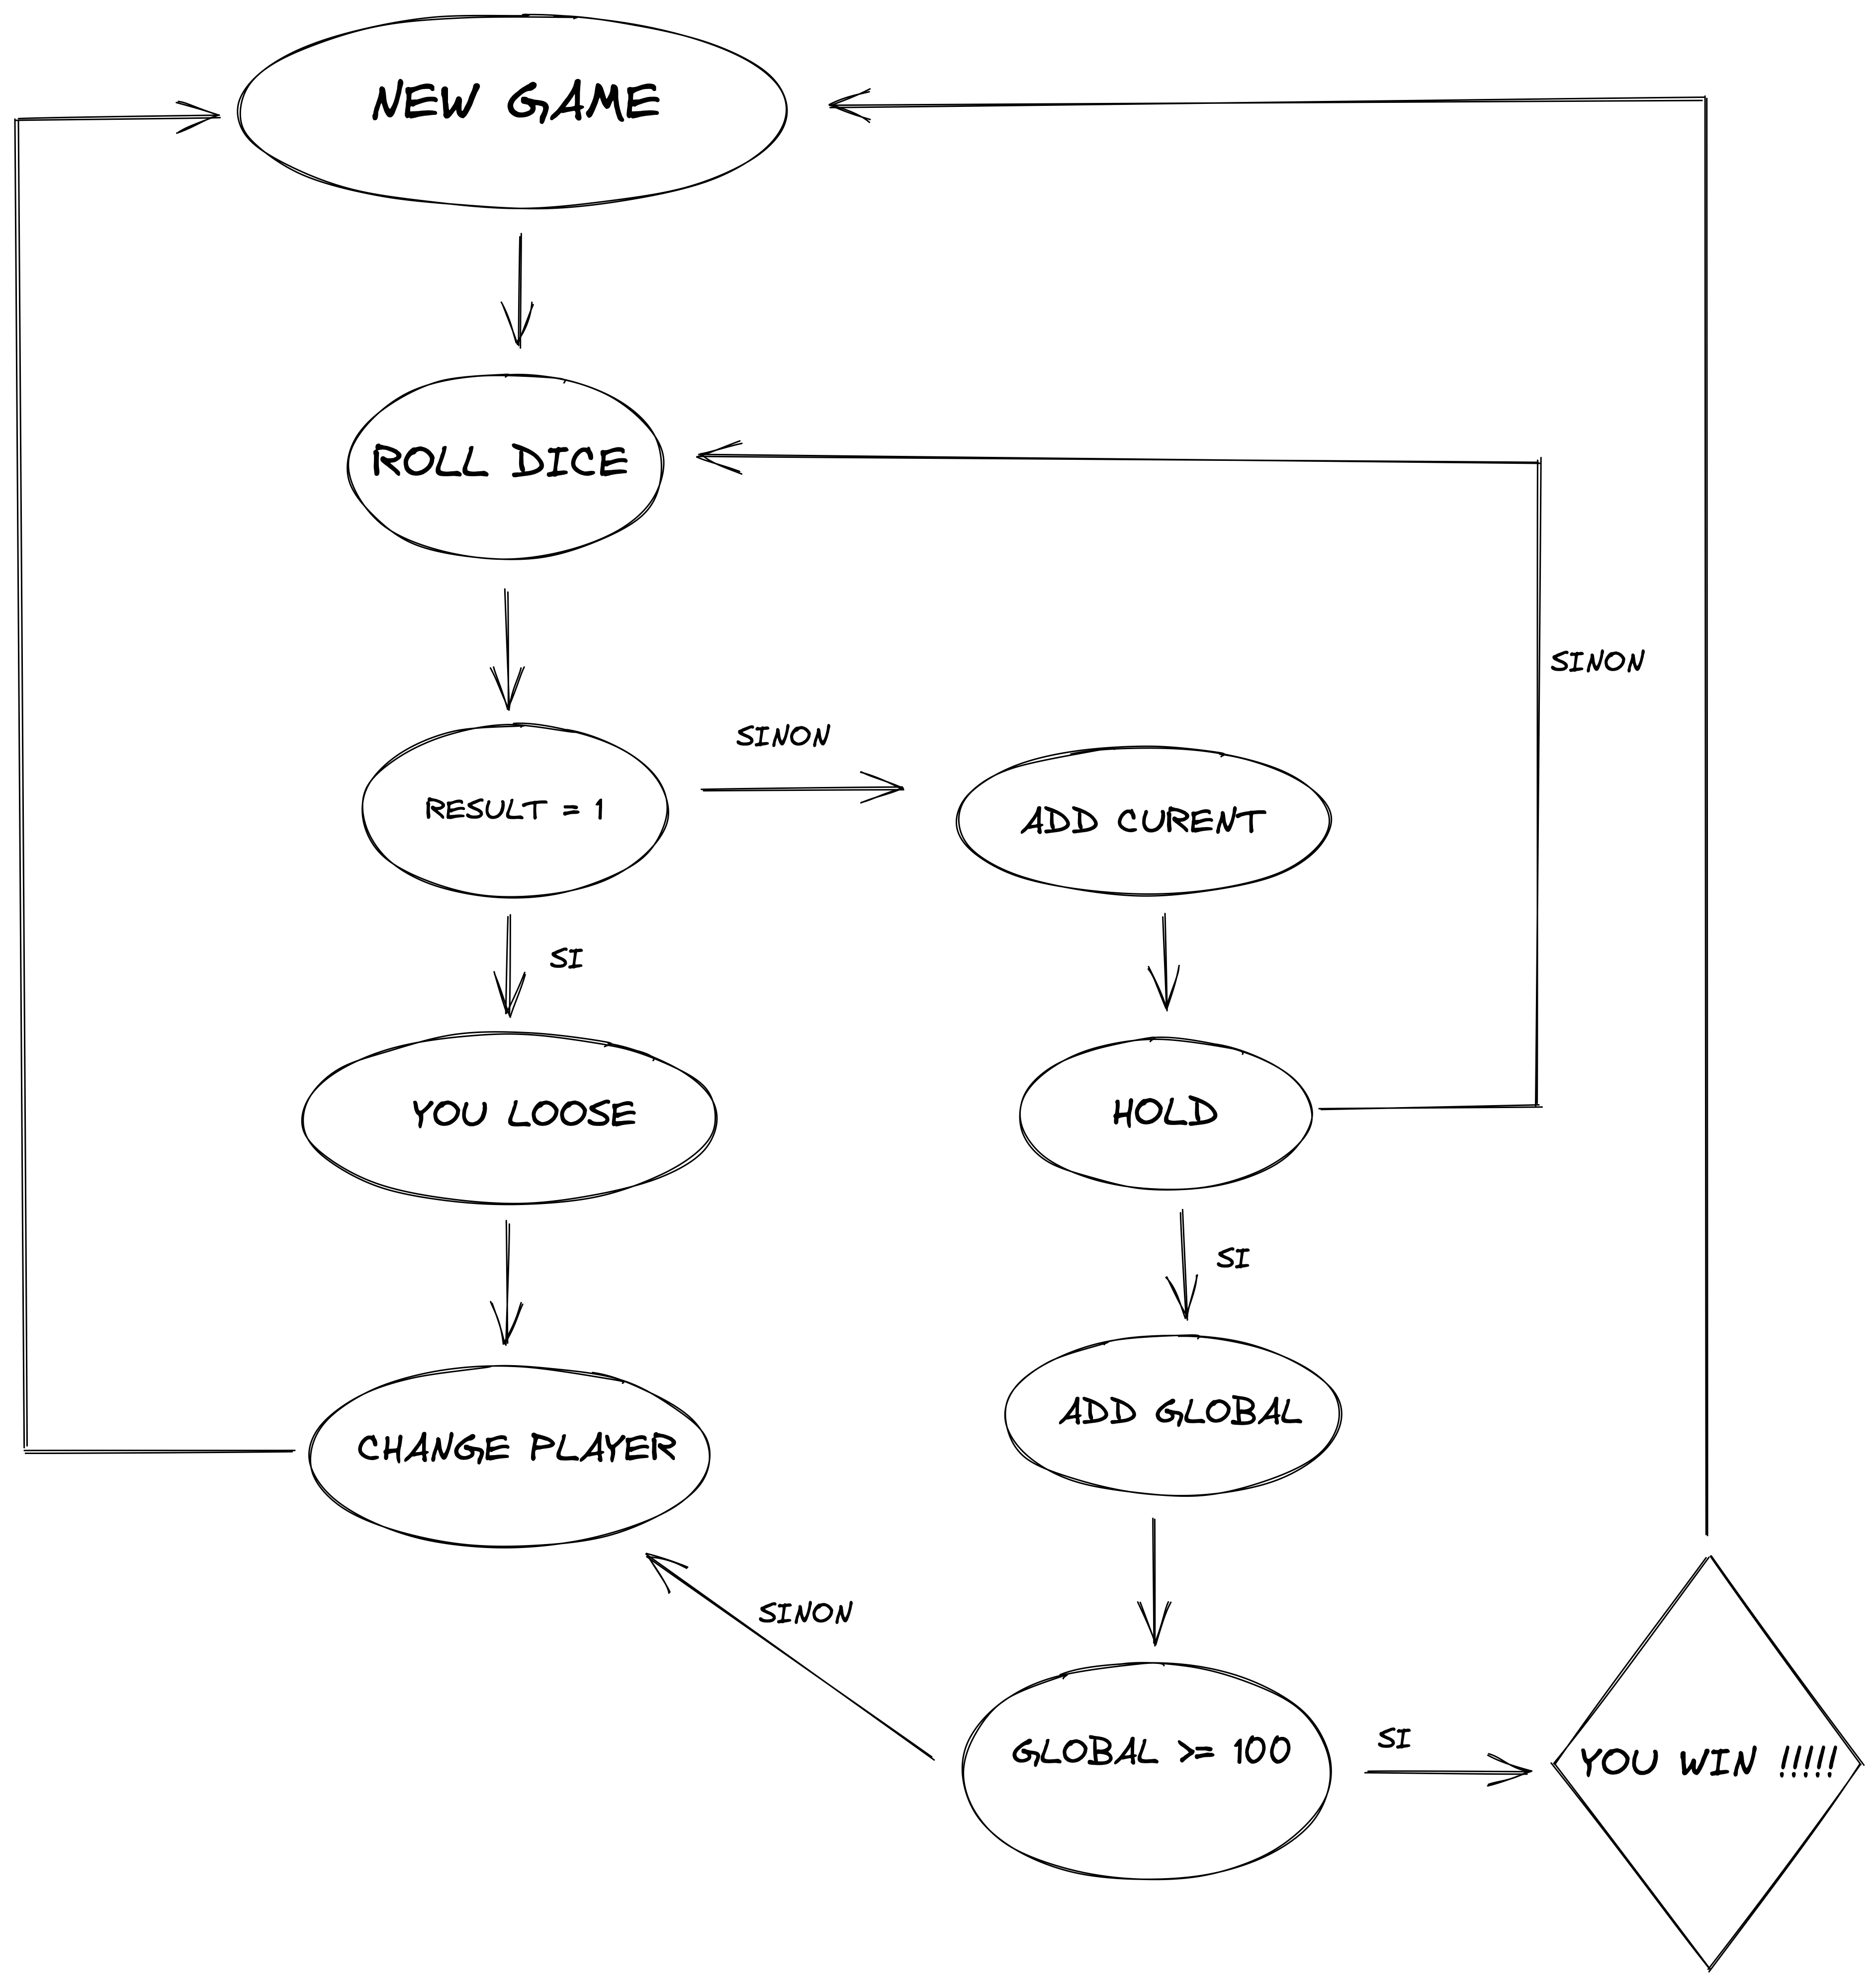 NEW GAME
ROLL DICE
SINON
SINON
RESULT = 1
ADD CURENT
SI
YOU LOOSE
HOLD
SI
ADD GLOBAL
CHANGE PLAYER
SINON
SI
GLOBAL >= 100
YOU WIN !!!!!